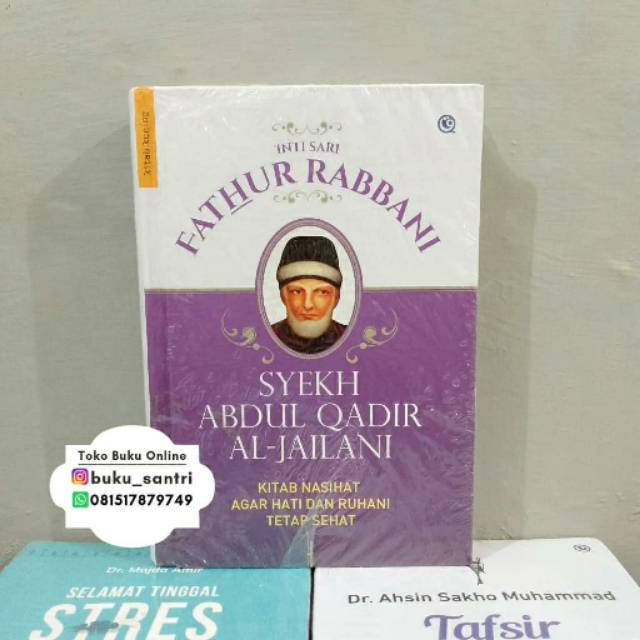 INTI SARI
FATHUR RABBANI
SYEKH
ABDUL QADIR
AL-JAILANI
KITAB NASIHAT
AGAR HATI DAN RUHANI
TETAP SEHAT
Toko Buku Online
buku_santri
081517879749
Dr. Majda Amir
SELAMAT TINGGAL
STRES
Dr. Ahsin Sakho Muhammad
Tafsir